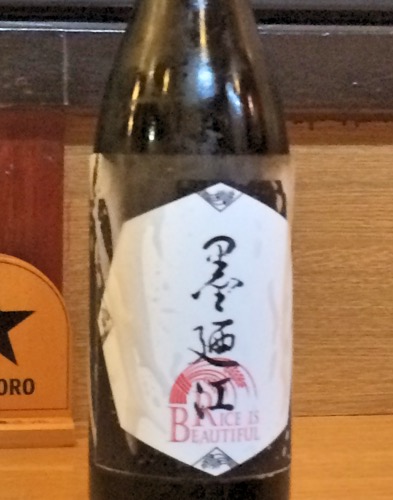 墨廼江
RICE IS
BEAUTIFUL
ORO